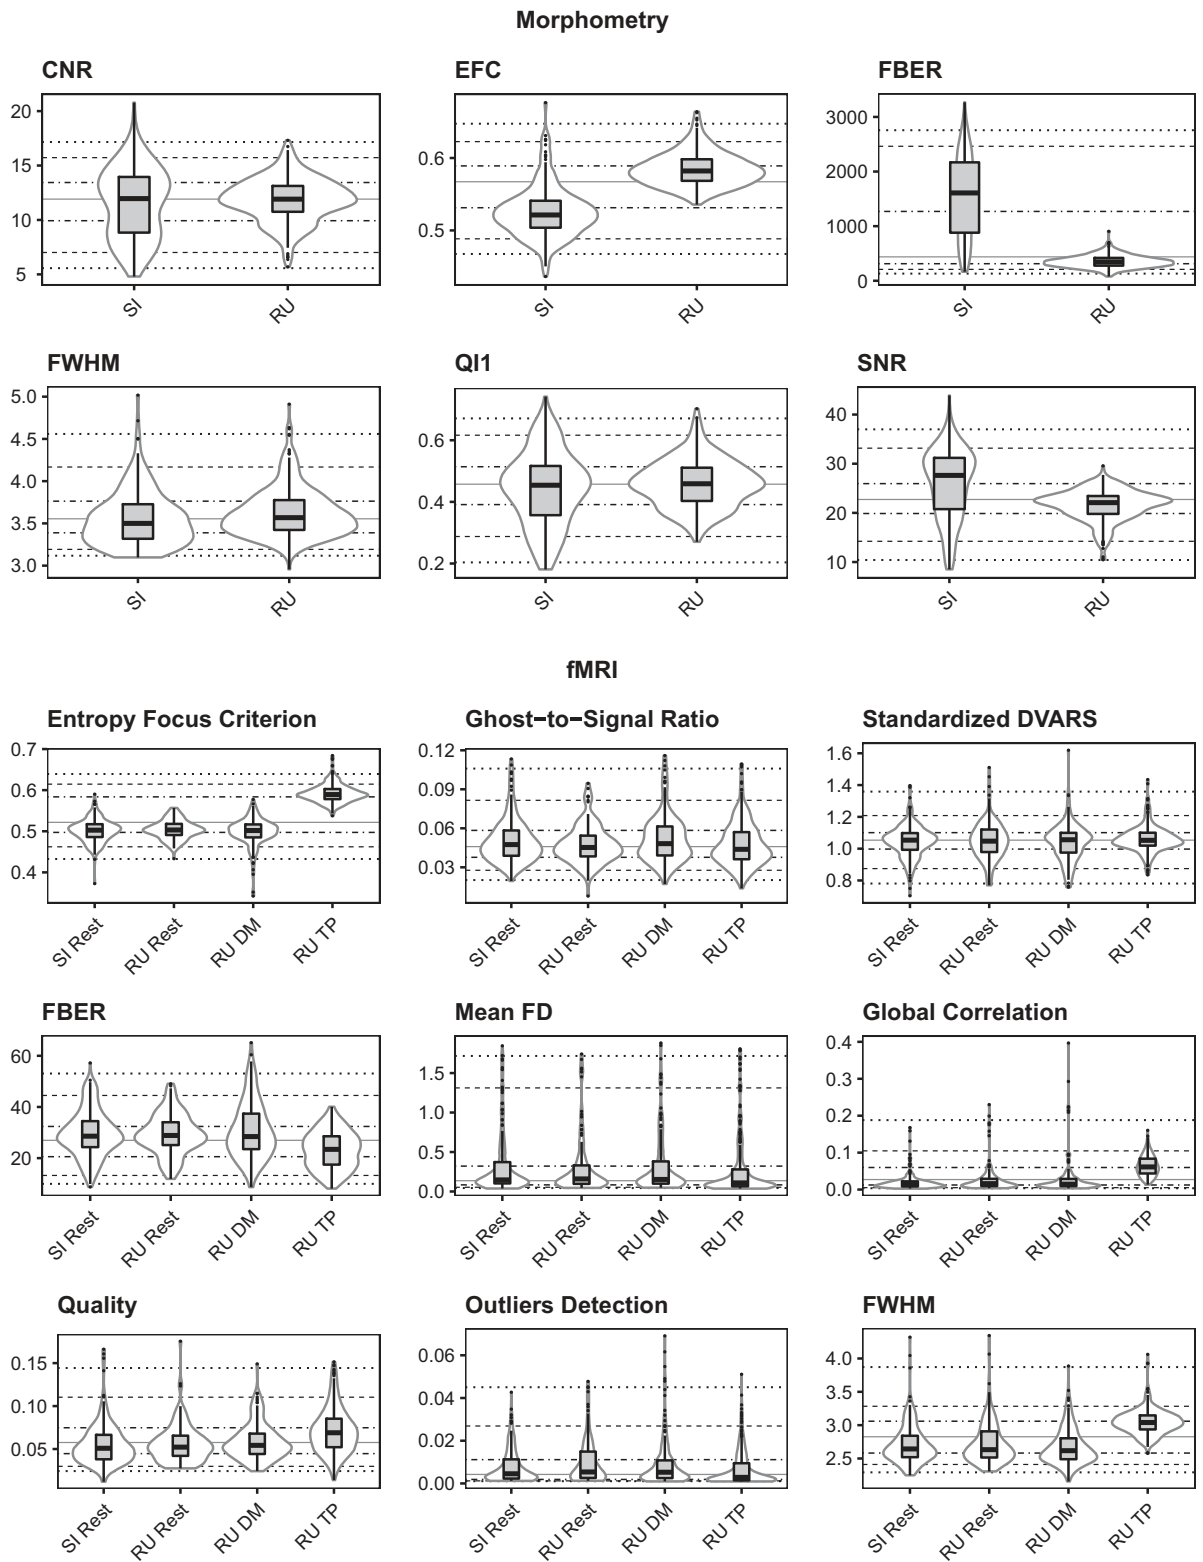 Morphometry
CNR
EFC
FBER
20
15
10
5
0.6
0.5
3000
2000
1000
0
SI
RU
SI
RU
SI
RU
FWHM
QI1
SNR
5.0
4.5
4.0
3.5
3.0
0.6
0.4
0.2
40
30
20
10
SI
RU
SI
RU
SI
RU
fMRI
Entropy Focus Criterion
Ghost−to−Signal Ratio
Standardized DVARS
0.7
0.6
0.5
0.4
0.12
0.09
0.06
0.03
1.6
1.4
1.2
1.0
0.8
SI Rest
RU Rest
RU DM
RU TP
SI Rest
RU Rest
RU DM
RU TP
SI Rest
RU Rest
RU DM
RU TP
FBER
Mean FD
Global Correlation
60
40
20
1.5
1.0
0.5
0.0
0.4
0.3
0.2
0.1
0.0
SI Rest
RU Rest
RU DM
RU TP
SI Rest
RU Rest
RU DM
RU TP
SI Rest
RU Rest
RU DM
RU TP
Quality
Outliers Detection
FWHM
0.15
0.10
0.05
0.06
0.04
0.02
0.00
4.0
3.5
3.0
2.5
SI Rest
RU Rest
RU DM
RU TP
SI Rest
RU Rest
RU DM
RU TP
SI Rest
RU Rest
RU DM
RU TP